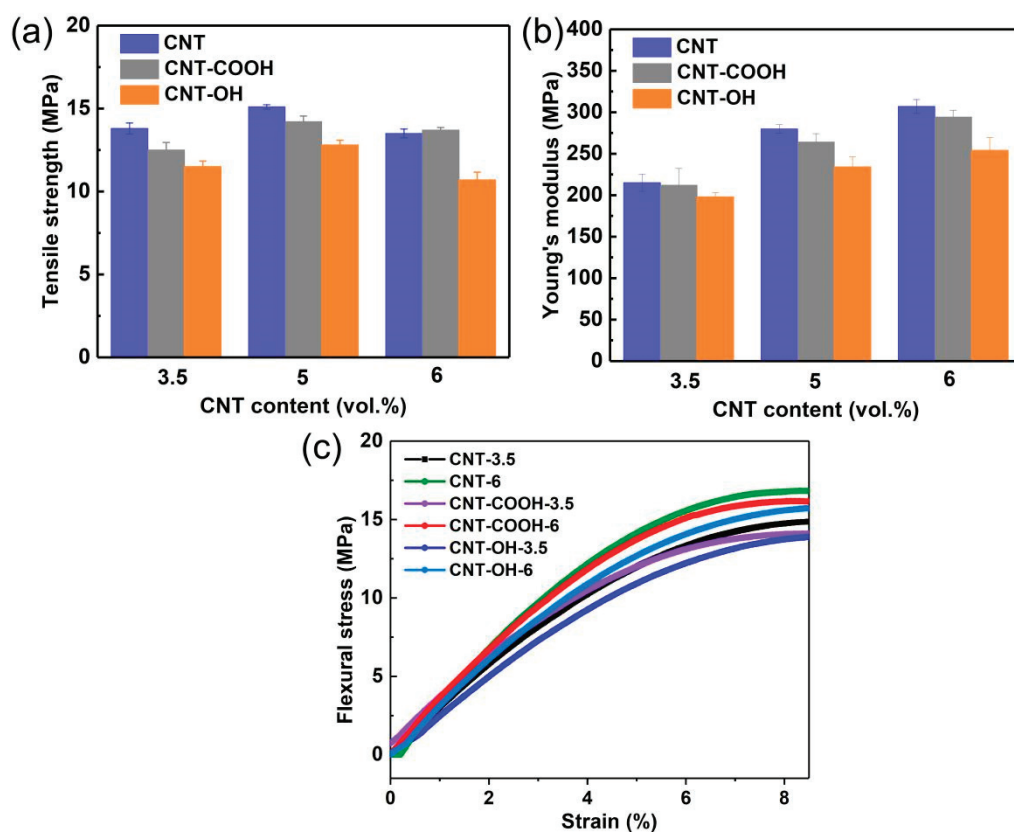 (a)
20
15
10
5
0
Tensile strength (MPa)
CNT
CNT-COOH
CNT-OH
3.5 5 6
CNT content (vol.%)
(b)
400
350
300
250
200
150
100
50
0
Young's modulus (MPa)
CNT
CNT-COOH
CNT-OH
3.5 5 6
CNT content (vol.%)
(c)
20
15
10
5
0
Flexural stress (MPa)
CNT-3.5
CNT-6
CNT-COOH-3.5
CNT-COOH-6
CNT-OH-3.5
CNT-OH-6
0 2 4 6 8
Strain (%)